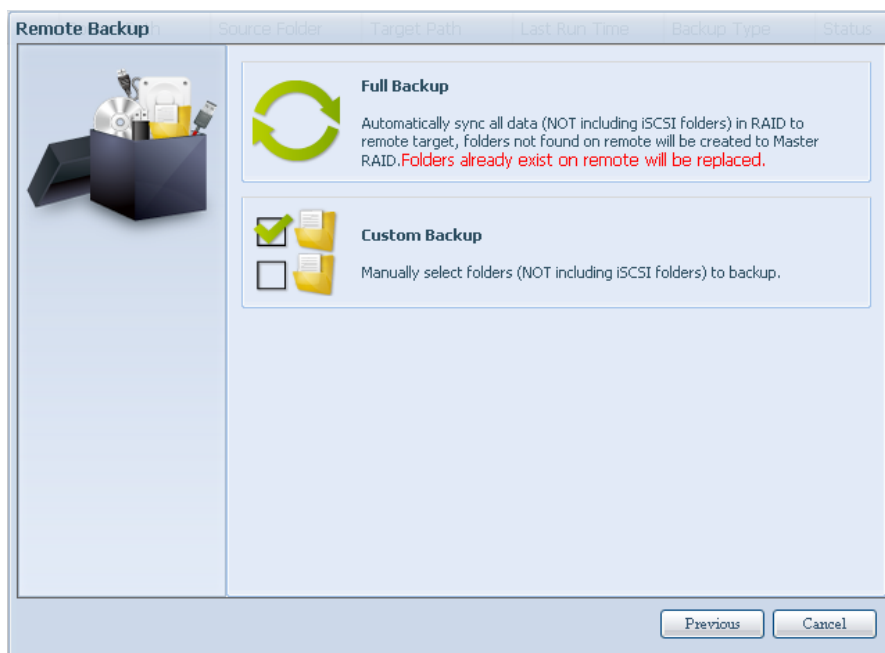 Remote Backup
Source Folder Target Path Last Run Time Backup Type Status
Full Backup
Automatically sync all data (NOT including iSCSI folders) in RAID to
remote target, folders not found on remote will be created to Master
RAID.Folders already exist on remote will be replaced.
Custom Backup
Manually select folders (NOT including iSCSI folders) to backup.
Previous Cancel